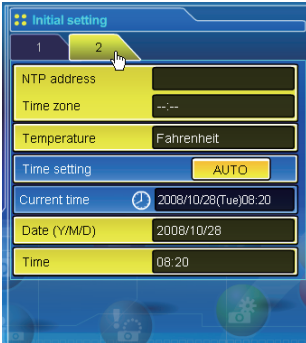 Initial setting
1 2
NTP address
Time zone --:--
Temperature Fahrenheit
Time setting AUTO
Current time 2008/10/28(Tue)08:20
Date (Y/M/D) 2008/10/28
Time 08:20